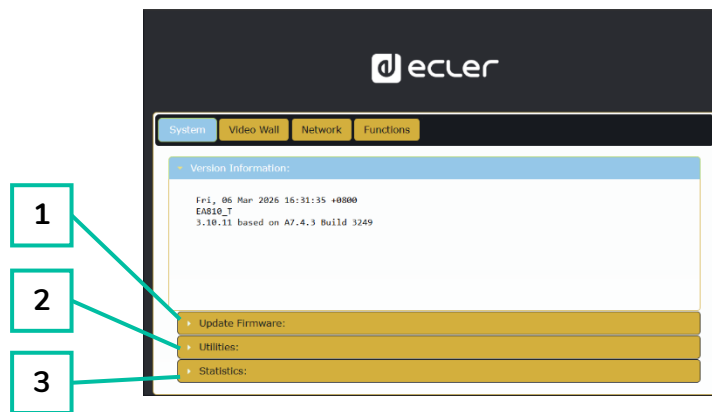 ecler
System Video Wall Network Functions
Version Information:
Fri, 06 Mar 2026 16:31:35 +0800
EA810_T
3.10.11 based on A7.4.3 Build 3249
1
Update Firmware:
2
Utilities:
3
Statistics: